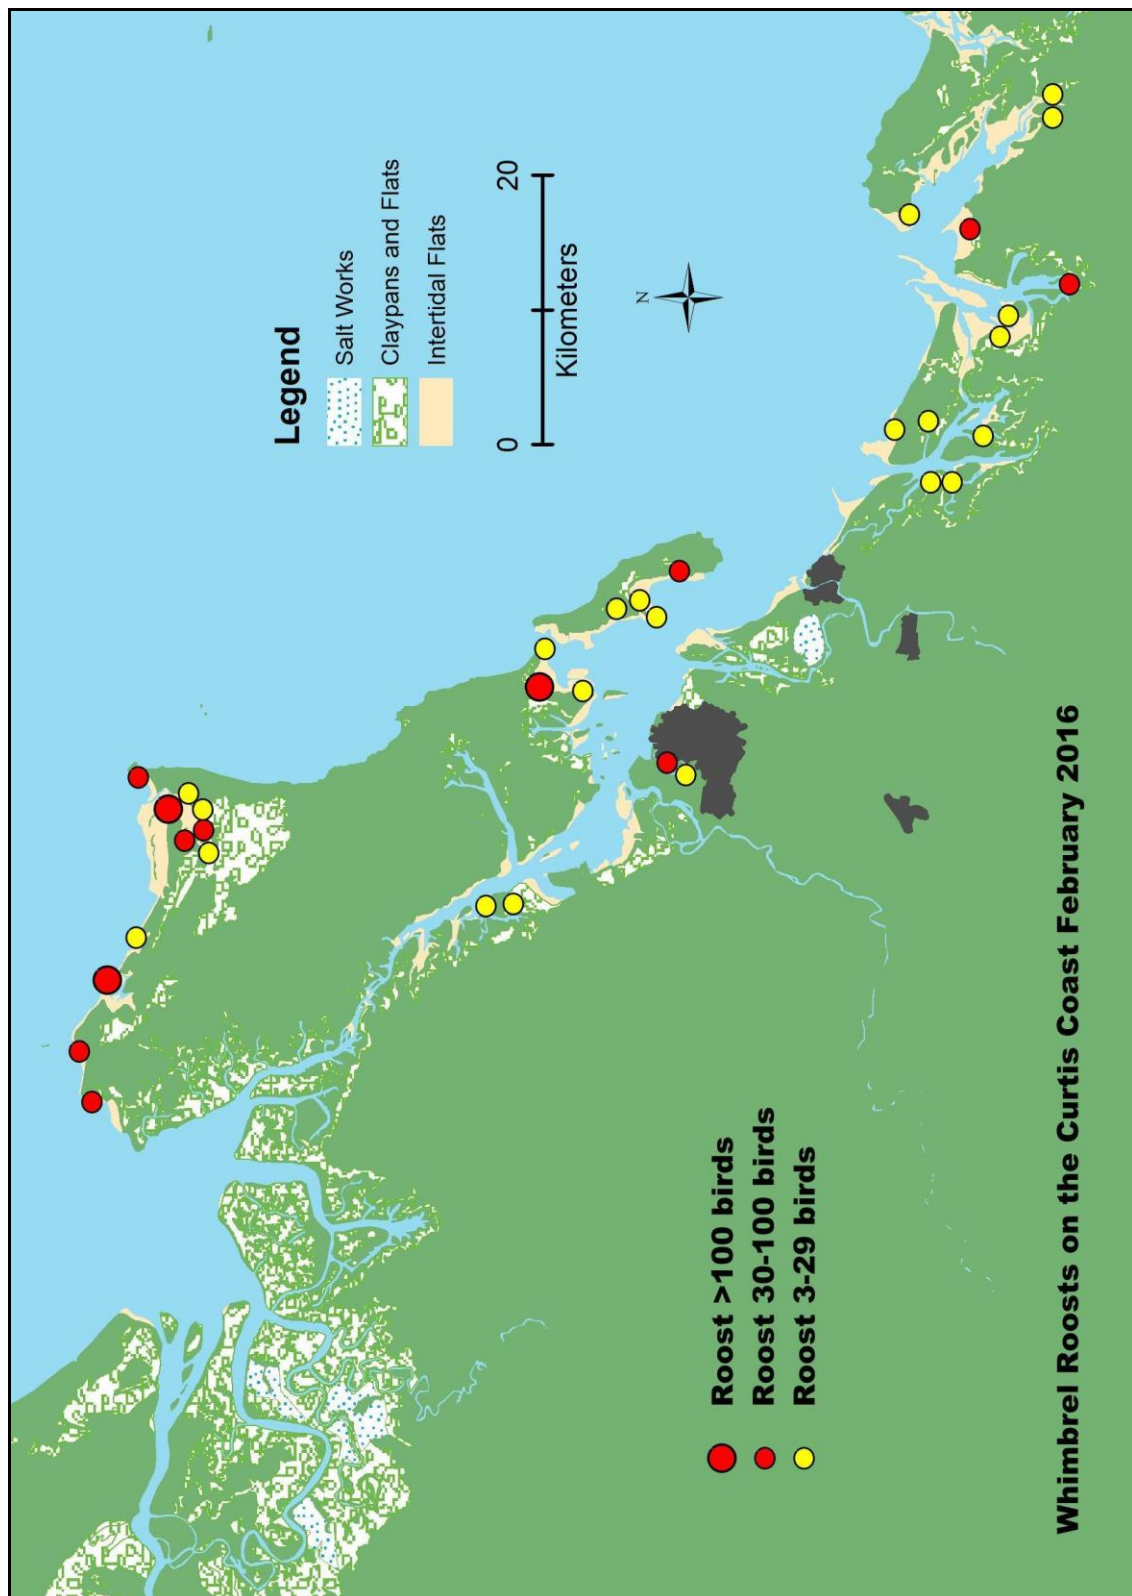 Legend
Salt Works
Claypans and Flats
Intertidal Flats
0 20
Kilometers
N
Roost >100 birds
Roost 30-100 birds
Roost 3-29 birds
Whimbrel Roosts on the Curtis Coast February 2016